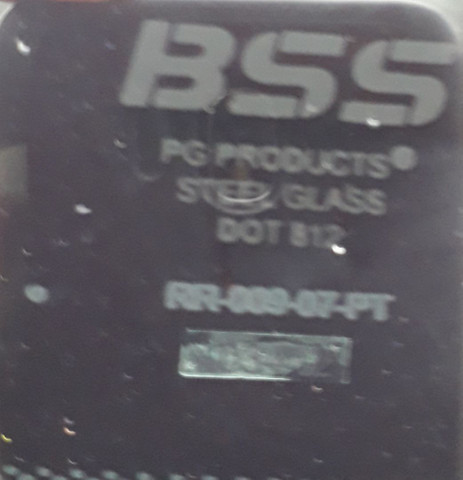 BSS
PG PRODUCTS®
STEEL/GLASS
DOT 812
RR-009-07-PT